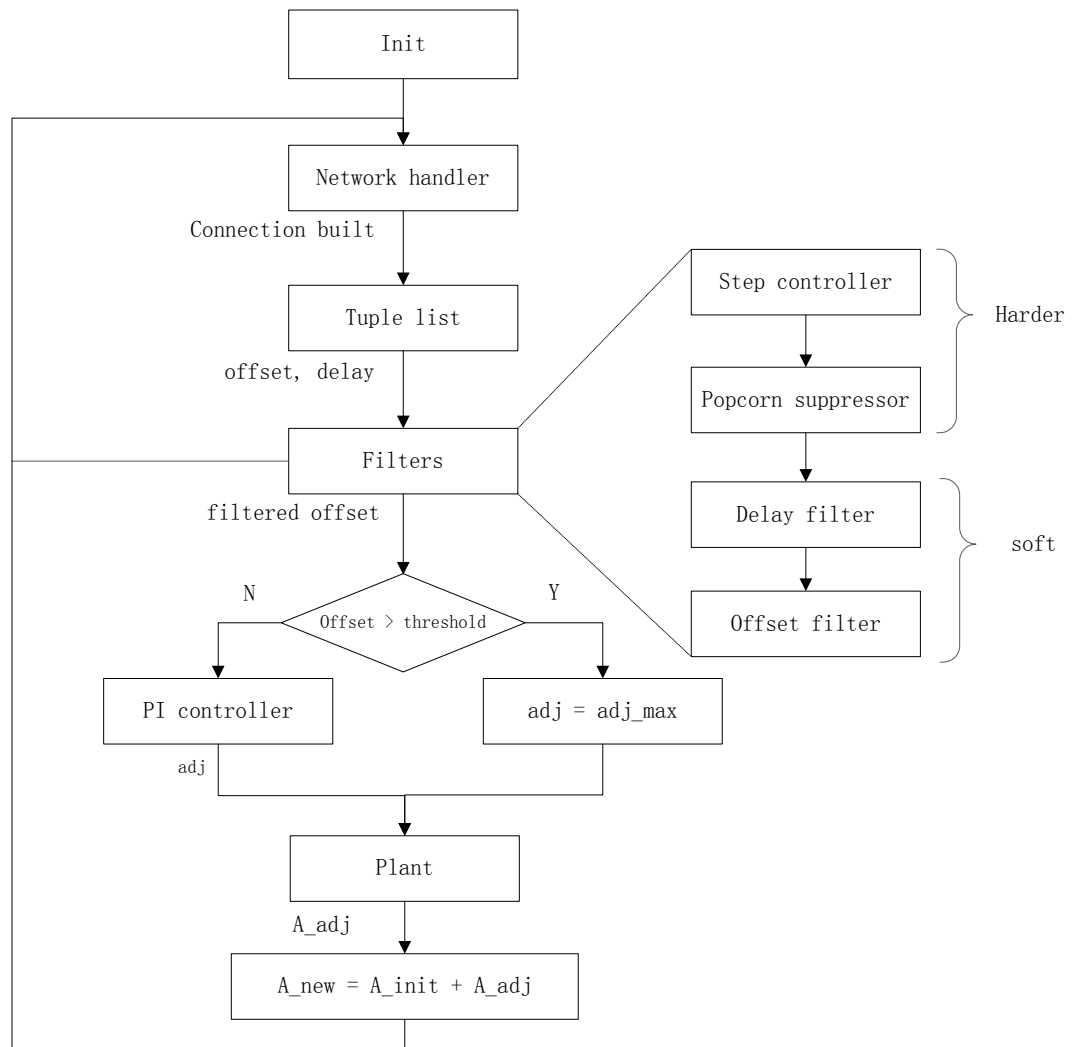 Init
Network handler
Connection built
Tuple list
offset, delay
Filters
filtered offset
N
Y
Offset > threshold
PI controller
adj = adj_max
adj
Plant
A_adj
A_new = A_init + A_adj
Step controller
Popcorn suppressor
Harder
Delay filter
Offset filter
soft